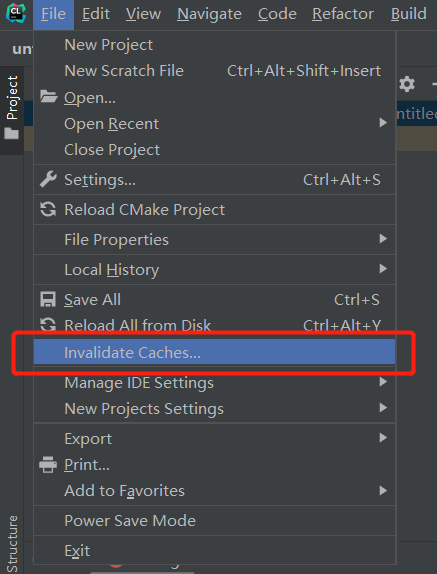 CL File Edit View Navigate Code Refactor Build
unt
New Project
New Scratch File Ctrl+Alt+Shift+Insert
Open...
Open Recent
ntitled
Close Project
Settings... Ctrl+Alt+S
Reload CMake Project
File Properties
Local History
Save All Ctrl+S
Reload All from Disk Ctrl+Alt+Y
Invalidate Caches...
Manage IDE Settings
New Projects Settings
Export
Print...
Add to Favorites
Power Save Mode
Exit
Project
Structure